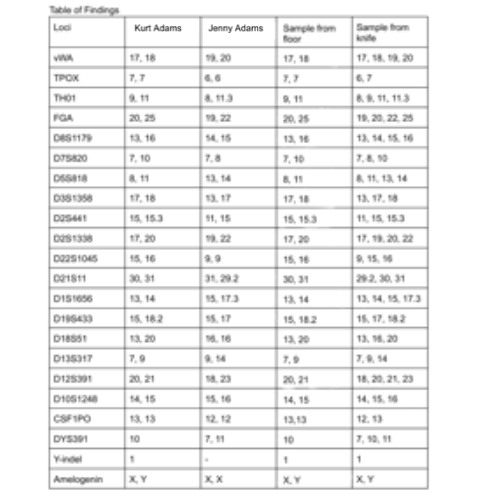 Table of Findings
Loci Kurt Adams Jenny Adams Sample from floor Sample from knife
vWA 17, 18 19, 20 17, 18 17, 18, 19, 20
TPOX 7, 7 6, 6 7, 7 6, 7
TH01 9, 11 8, 11.3 9, 11 8, 9, 11, 11.3
FGA 20, 25 19, 22 20, 25 19, 20, 22, 25
D8S1179 13, 16 14, 15 13, 16 13, 14, 15, 16
D7S820 7, 10 7, 8 7, 10 7, 8, 10
D5S818 8, 11 13, 14 8, 11 8, 11, 13, 14
D3S1358 17, 18 13, 17 17, 18 13, 17, 18
D2S441 15, 15.3 11, 15 15, 15.3 11, 15, 15.3
D2S1338 17, 20 19, 22 17, 20 17, 19, 20, 22
D22S1045 15, 16 9, 9 15, 16 9, 15, 16
D21S11 30, 31 31, 29.2 30, 31 29.2, 30, 31
D1S1656 13, 14 15, 17.3 13, 14 13, 14, 15, 17.3
D19S433 15, 18.2 15, 17 15, 18.2 15, 17, 18.2
D18S51 13, 20 16, 16 13, 20 13, 16, 20
D13S317 7, 9 9, 14 7, 9 7, 9, 14
D12S391 20, 21 18, 23 20, 21 18, 20, 21, 23
D10S1248 14, 15 15, 16 14, 15 14, 15, 16
CSF1PO 13, 13 12, 12 13,13 12, 13
DYS391 10 7, 11 10 7, 10, 11
Y-indel 1 - 1 1
Amelogenin X, Y X, X X, Y X, Y